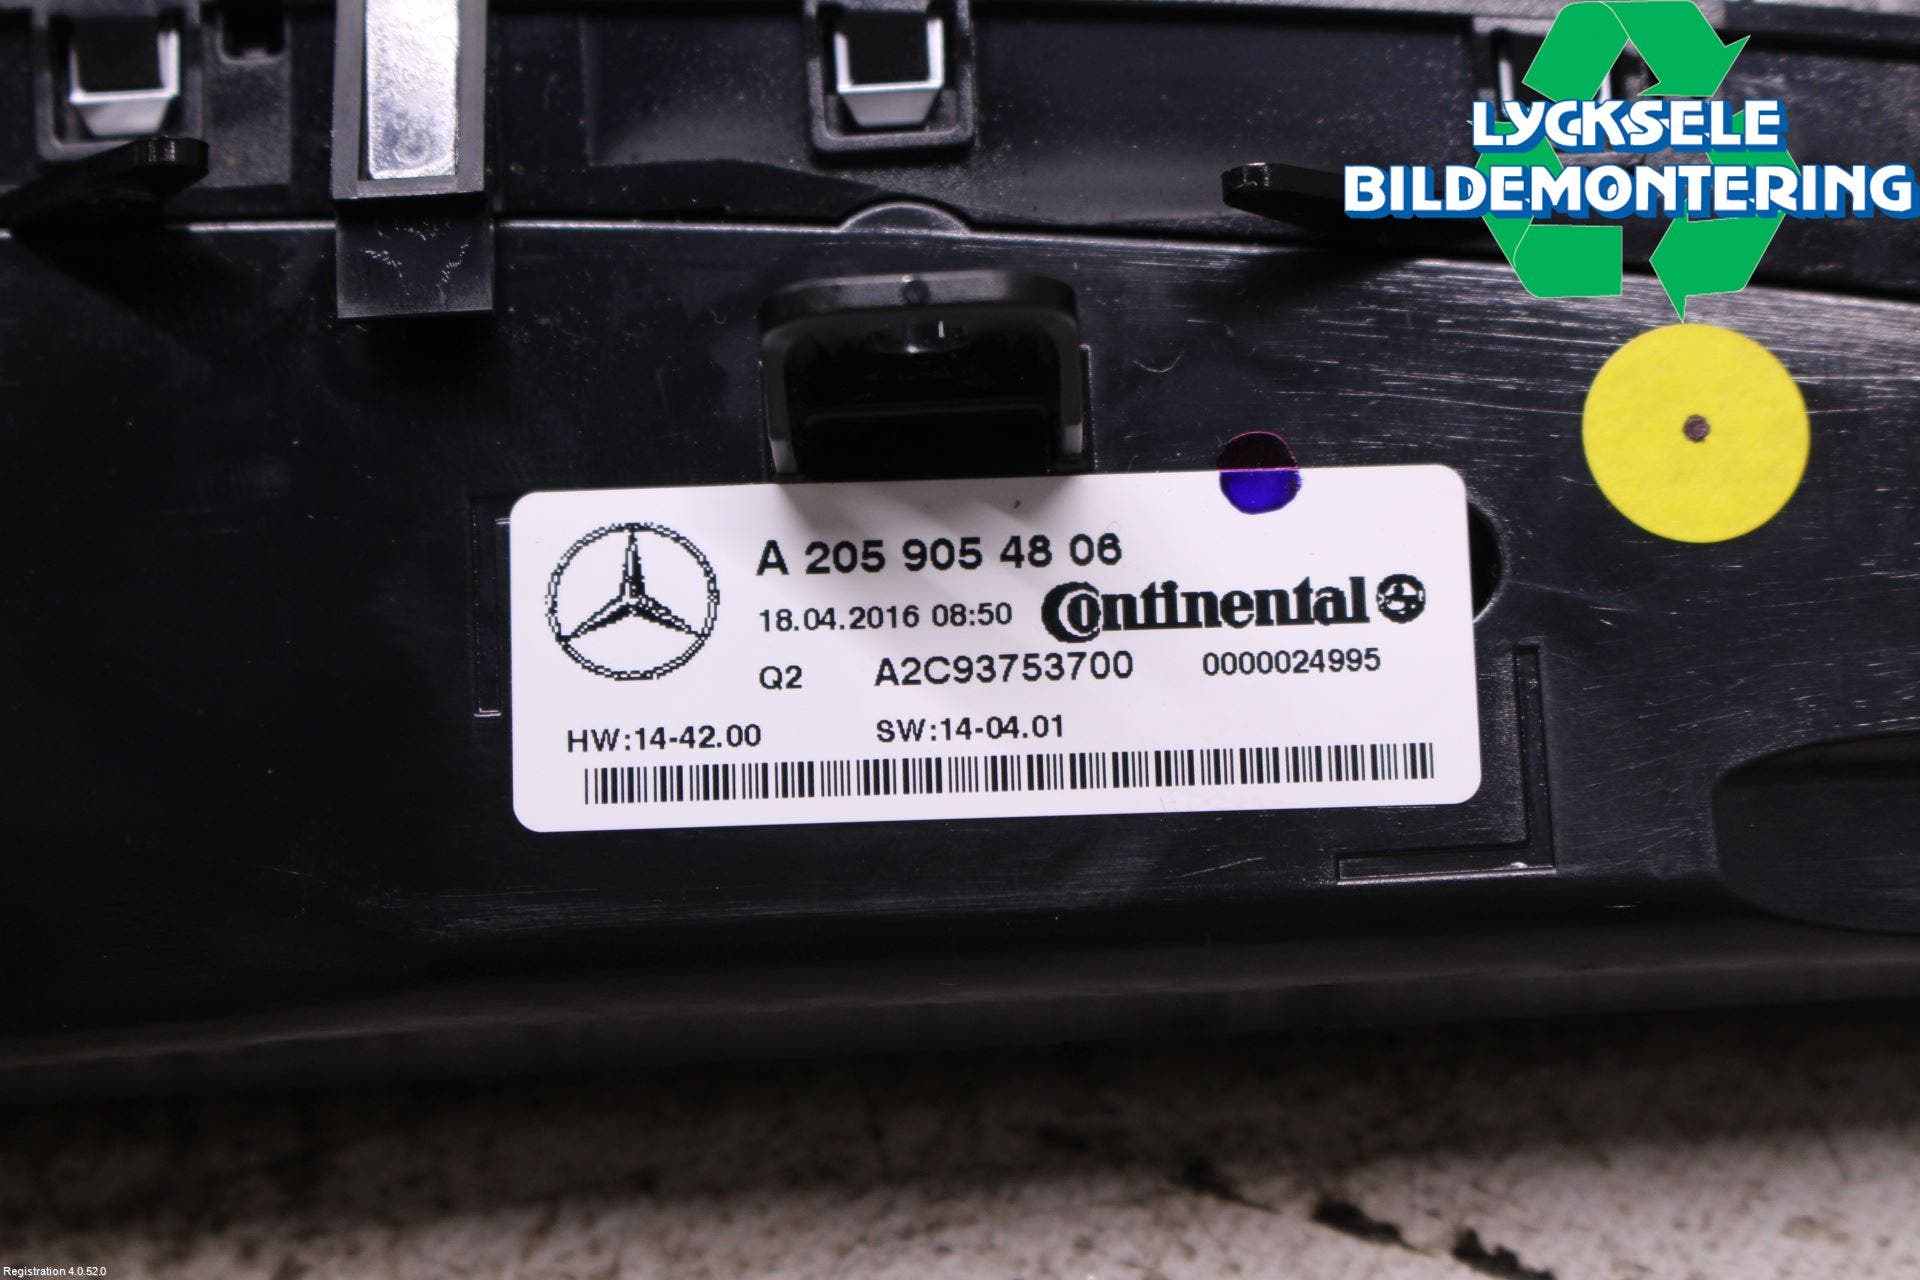 LYCKSELE
BILDEMONTERING
A 205 905 48 06
18.04.2016 08:50 Continental
Q2 A2C93753700 0000024995
HW:14-42.00 SW:14-04.01
Registration 4.0.52.0